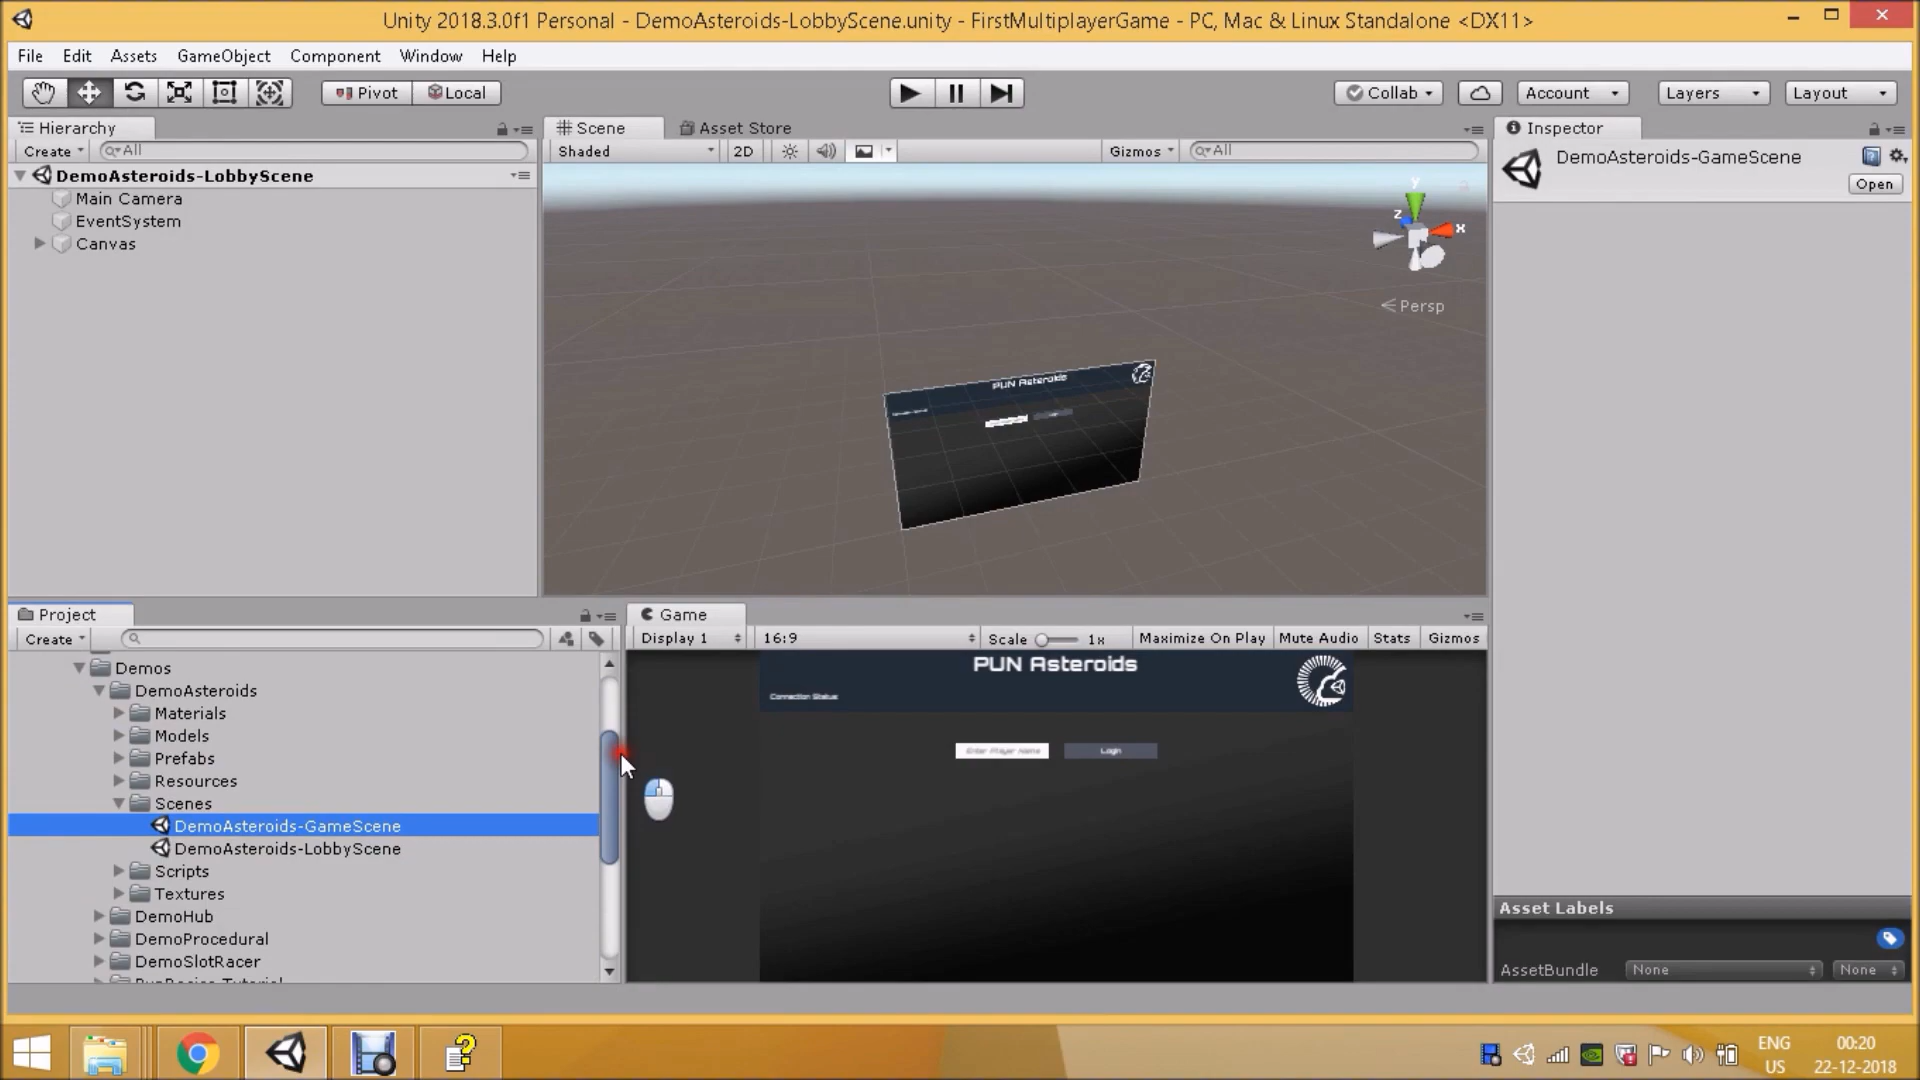 Unity 2018.3.0f1 Personal - DemoAsteroids-LobbyScene.unity - FirstMultiplayerGame - PC, Mac & Linux Standalone <DX11>
File Edit Assets GameObject Component Window Help
Pivot Local Collab Account Layers Layout
Hierarchy
Create All
DemoAsteroids-LobbyScene
Main Camera
EventSystem
Canvas
Scene Asset Store
Shaded 2D Gizmos All
y
z
x
Persp
PUN Asteroids
Inspector
DemoAsteroids-GameScene
Open
Project
Create
Demos
DemoAsteroids
Materials
Models
Prefabs
Resources
Scenes
DemoAsteroids-GameScene
DemoAsteroids-LobbyScene
Scripts
Textures
DemoHub
DemoProcedural
DemoSlotRacer
Game
Display 1 16:9 Scale 1x Maximize On Play Mute Audio Stats Gizmos
PUN Asteroids
Connection Status
Enter Player Name Login
Asset Labels
AssetBundle None None
ENG
US
00:20
22-12-2018